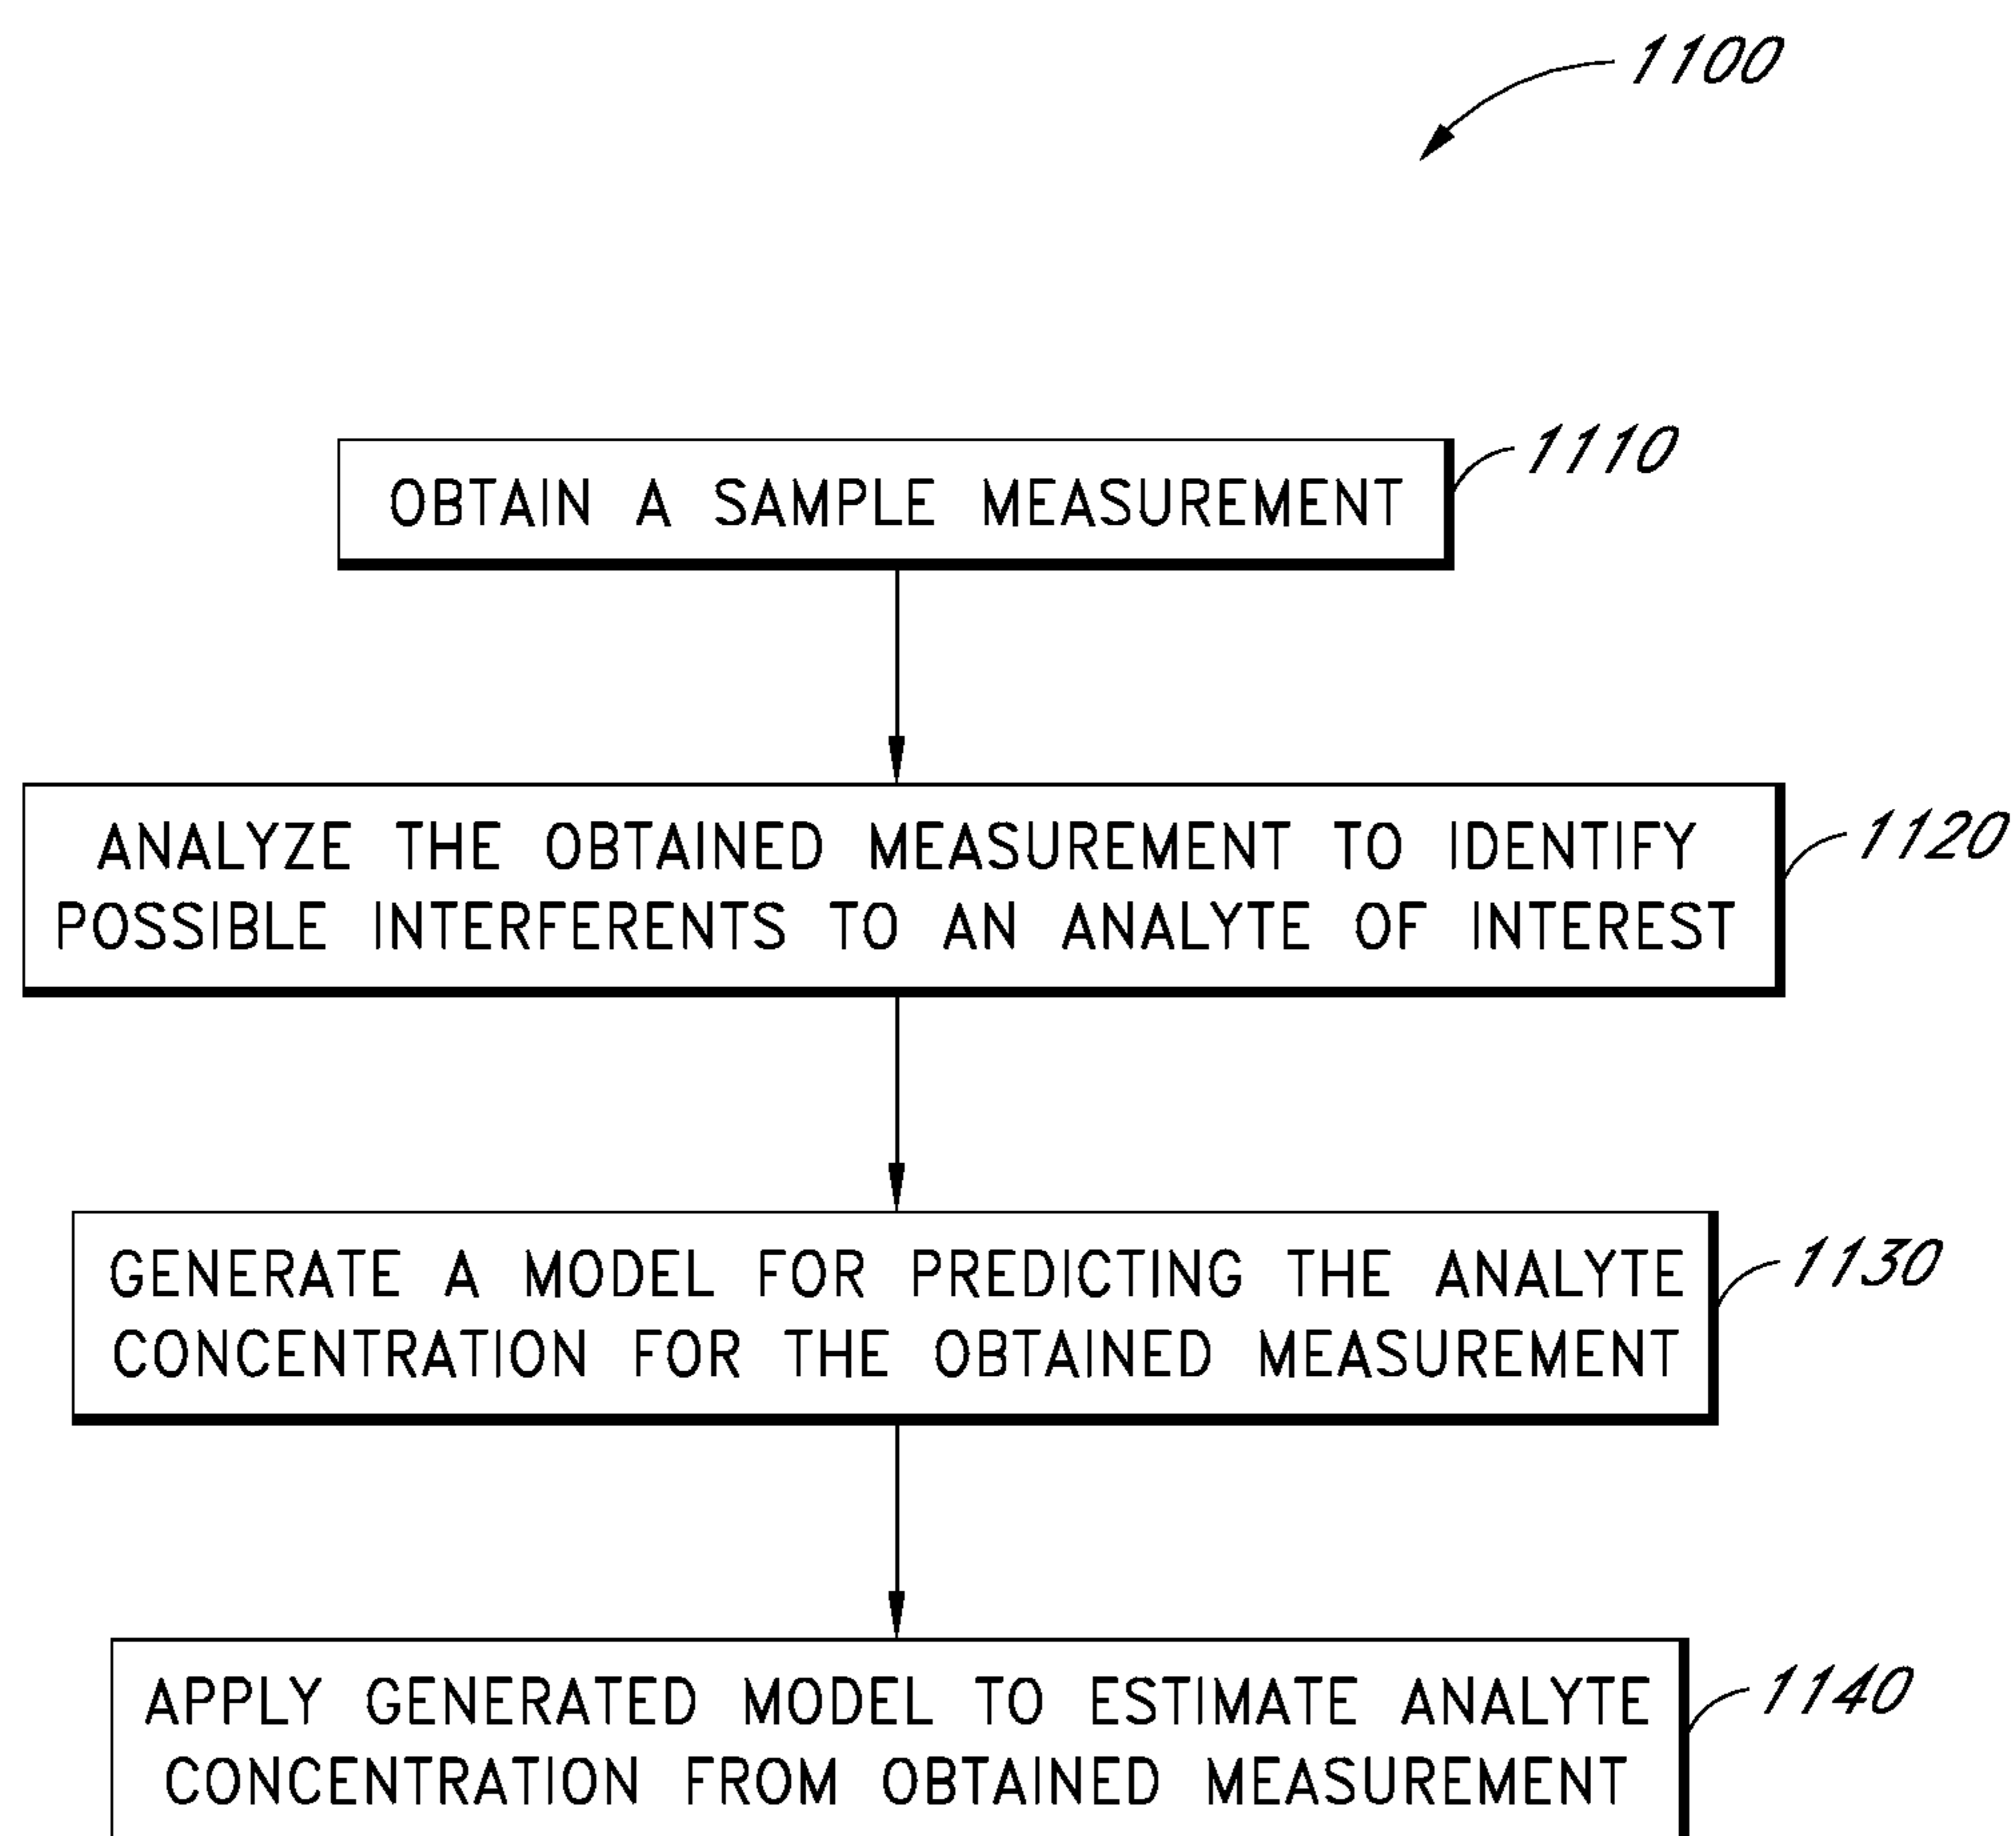 1100
OBTAIN A SAMPLE MEASUREMENT
1110
ANALYZE THE OBTAINED MEASUREMENT TO IDENTIFY
POSSIBLE INTERFERENTS TO AN ANALYTE OF INTEREST
1120
GENERATE A MODEL FOR PREDICTING THE ANALYTE
CONCENTRATION FOR THE OBTAINED MEASUREMENT
1130
APPLY GENERATED MODEL TO ESTIMATE ANALYTE
CONCENTRATION FROM OBTAINED MEASUREMENT
1140